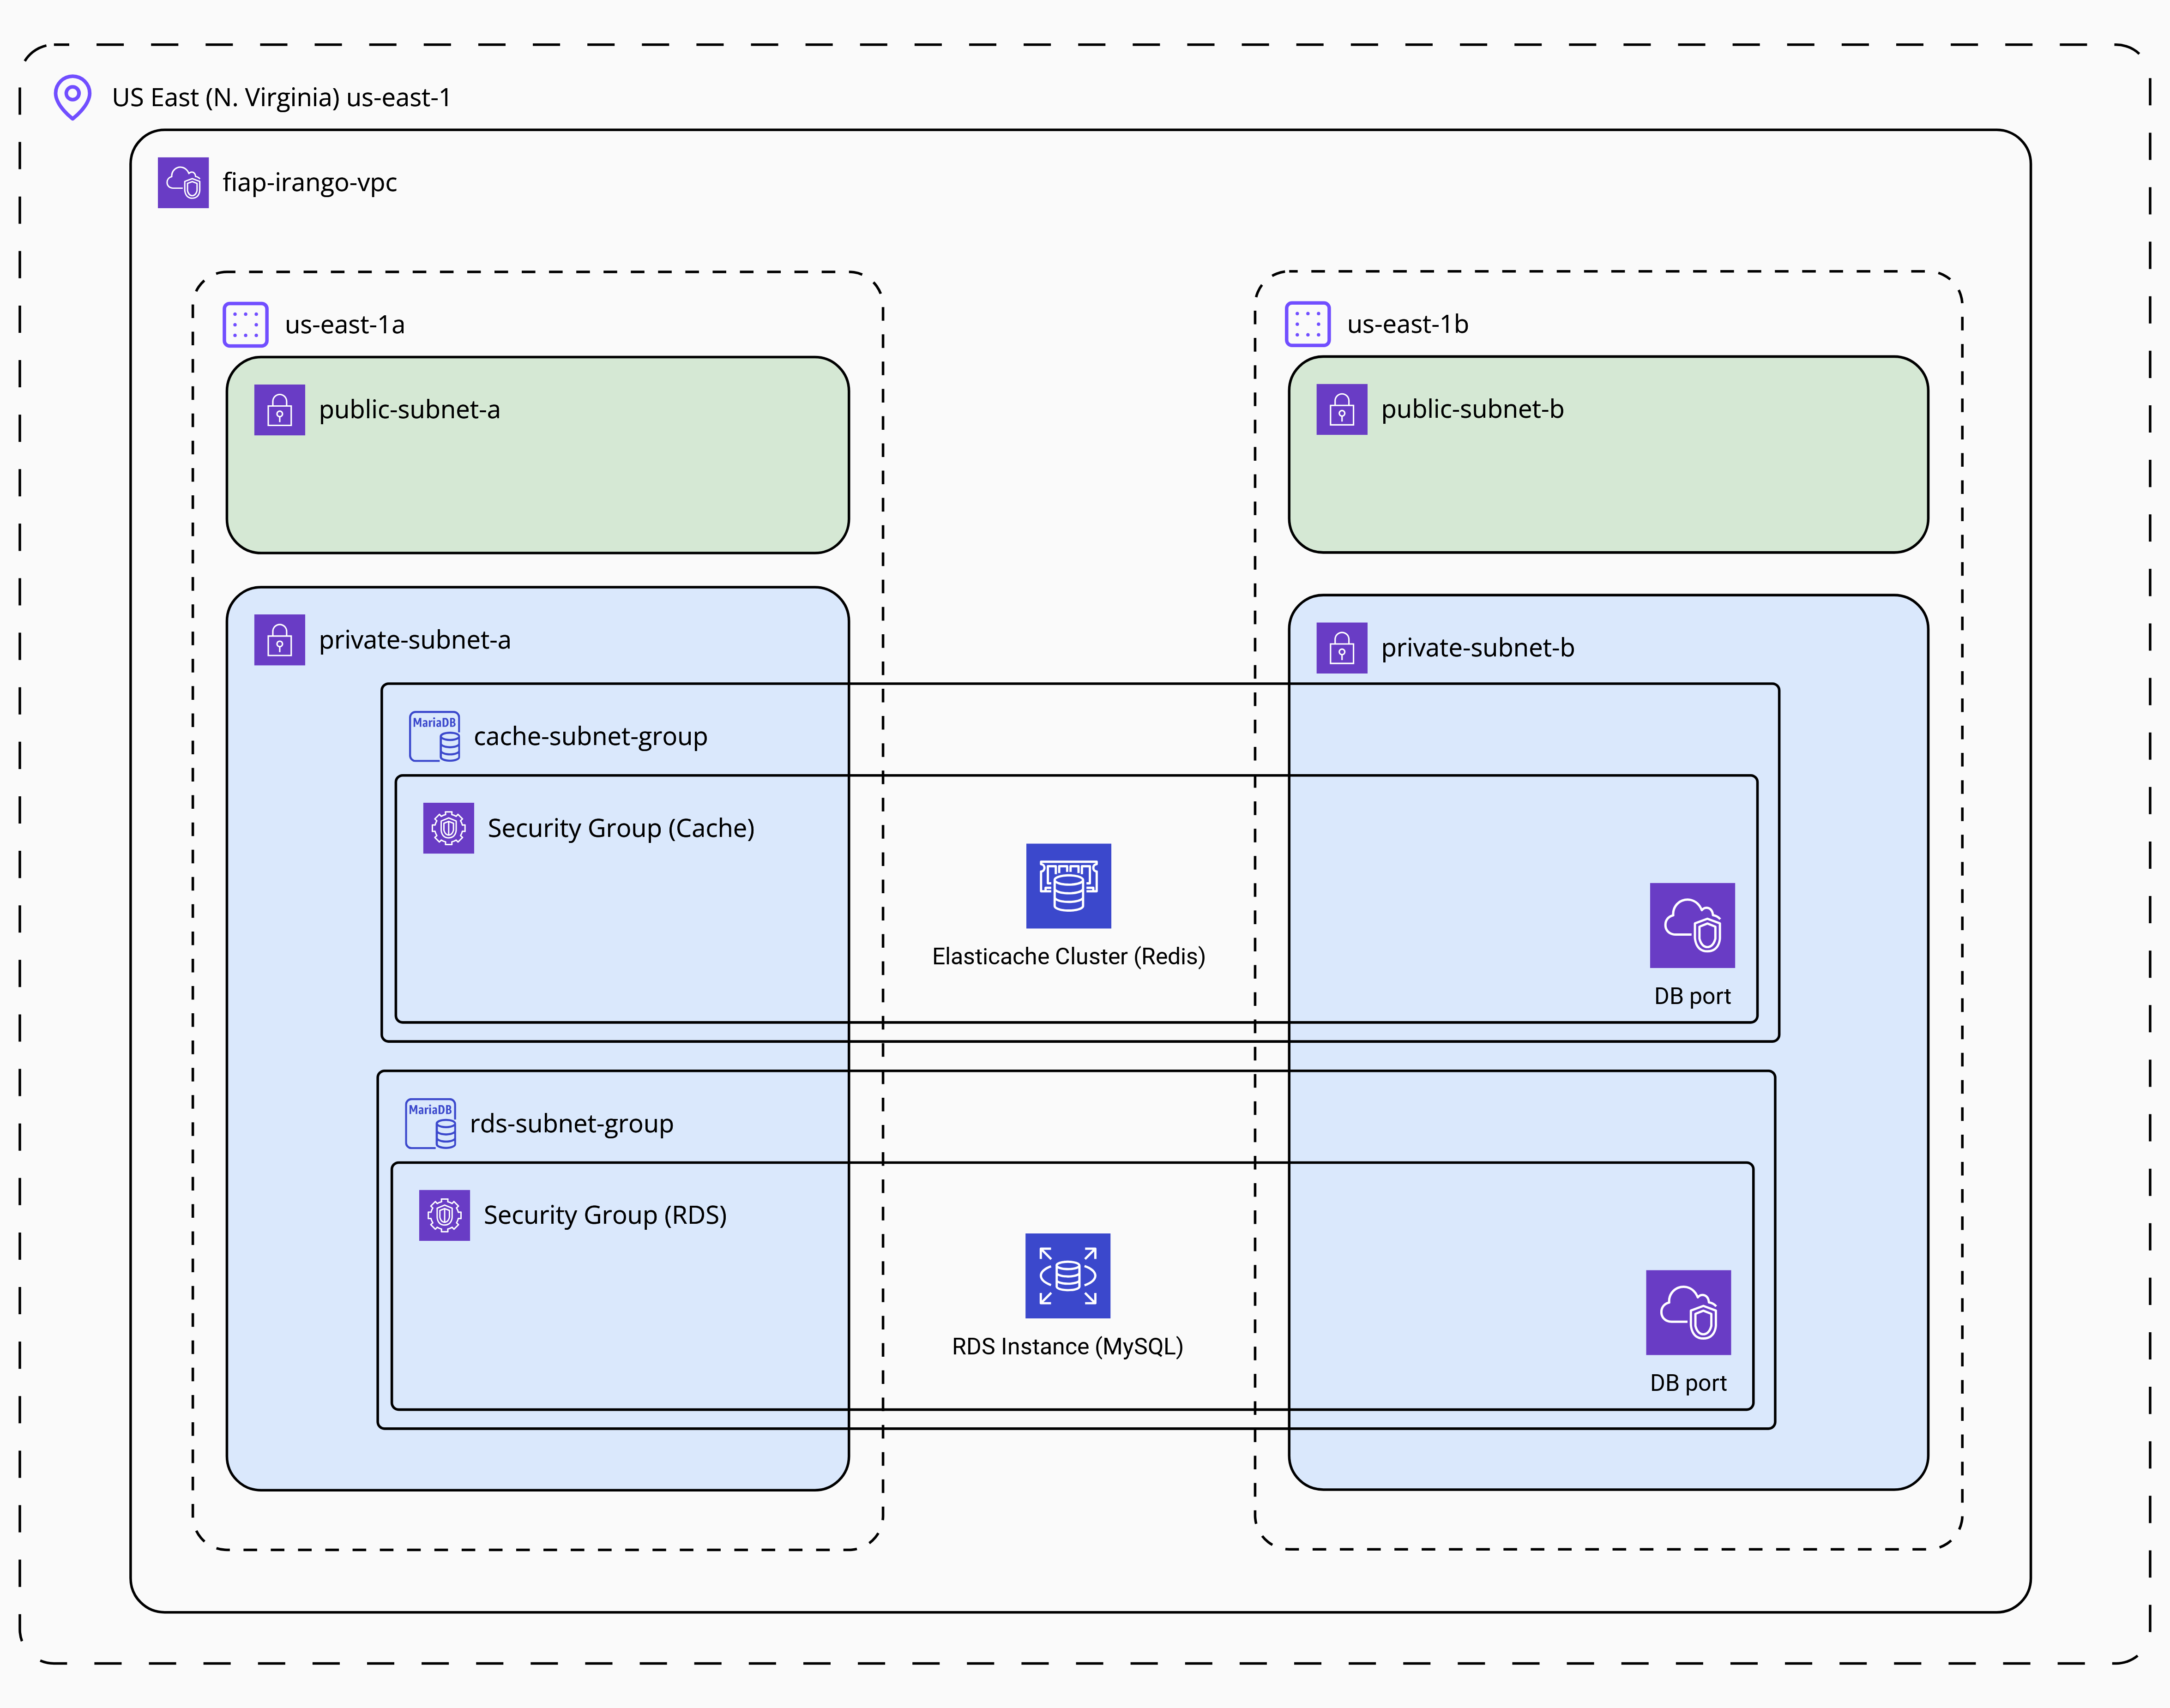 US East (N. Virginia) us-east-1
fiap-irango-vpc
us-east-1a
us-east-1b
public-subnet-a
public-subnet-b
private-subnet-a
private-subnet-b
MariaDB
cache-subnet-group
Security Group (Cache)
Elasticache Cluster (Redis)
DB port
MariaDB
rds-subnet-group
Security Group (RDS)
RDS Instance (MySQL)
DB port